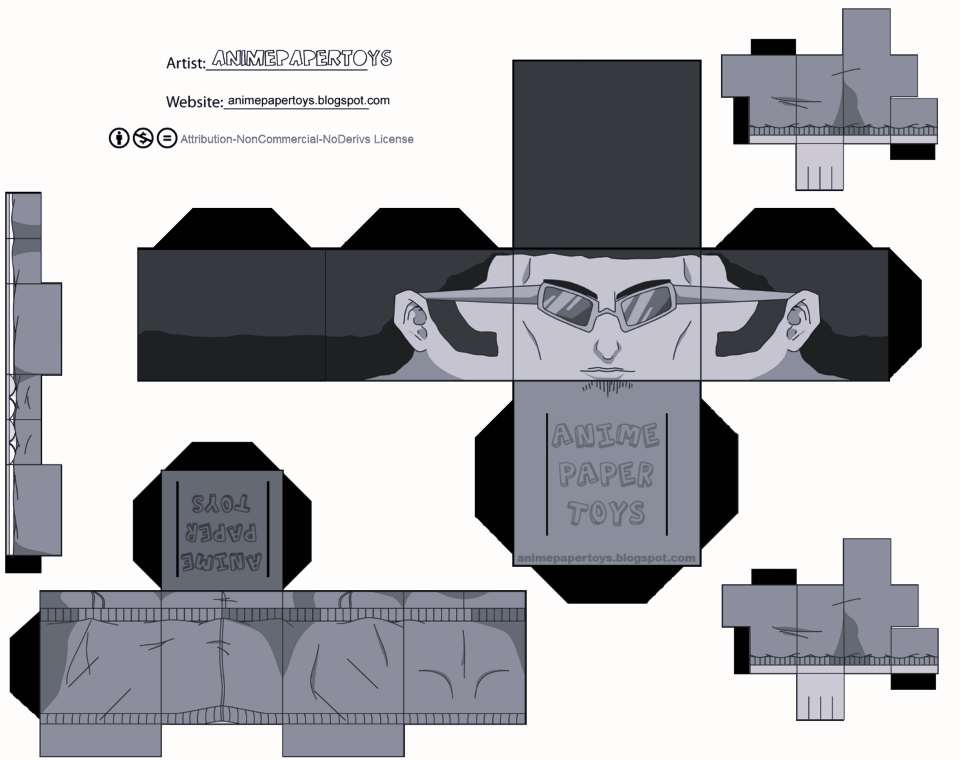 Artist: ANIMEPAPERTOYS
Website: animepapertoys.blogspot.com
Attribution-NonCommercial-NoDerivs License
ANIME
PAPER
TOYS
animepapertoys.blogspot.com
ANIME
PAPER
TOYS